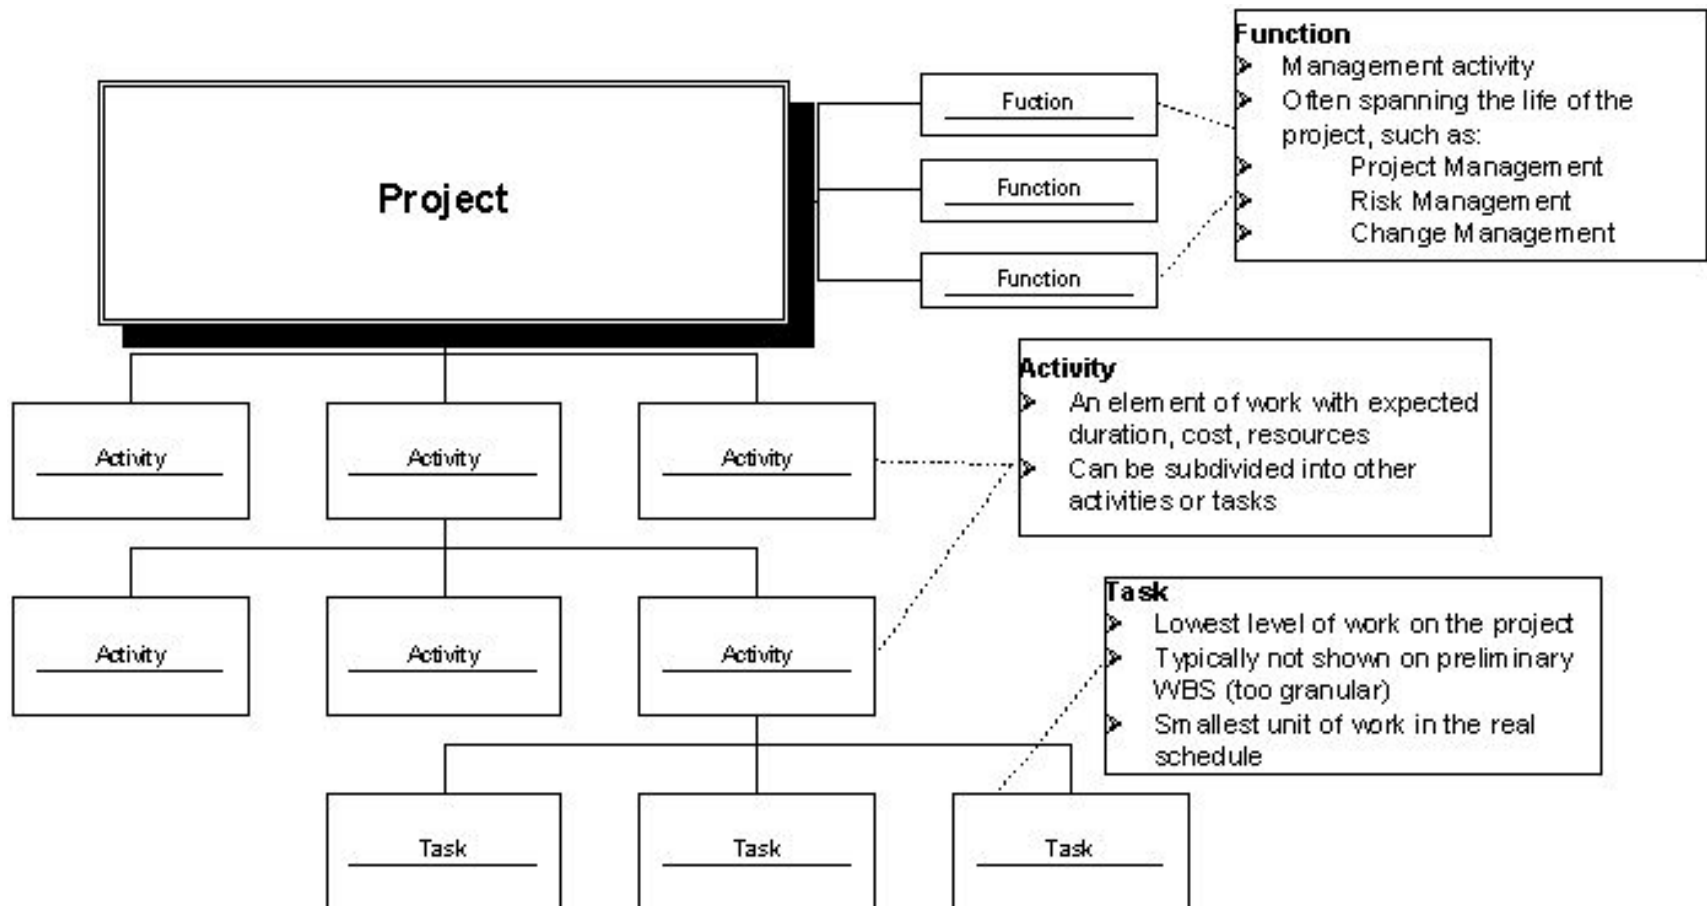 Project
Fuction
Function
Function
Function
Management activity
Often spanning the life of the
project, such as:
Project Management
Risk Management
Change Management
Activity
An element of work with expected
duration, cost, resources
Can be subdivided into other
activities or tasks
Activity
Activity
Activity
Activity
Activity
Activity
Task
Lowest level of work on the project
Typically not shown on preliminary
WBS (too granular)
Smallest unit of work in the real
schedule
Task
Task
Task